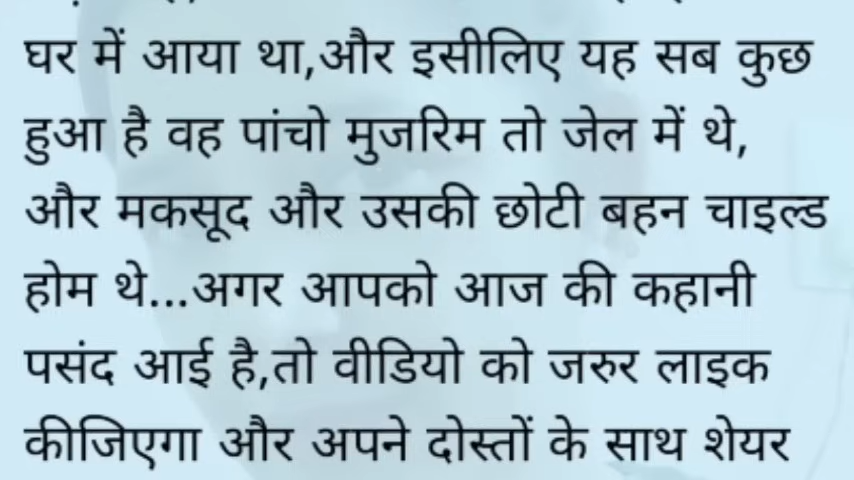 घर में आया था,और इसीलिए यह सब कुछ
हुआ है वह पांचो मुजरिम तो जेल में थे,
और मकसूद और उसकी छोटी बहन चाइल्ड
होम थे...अगर आपको आज की कहानी
पसंद आई है,तो वीडियो को जरुर लाइक
कीजिएगा और अपने दोस्तों के साथ शेयर